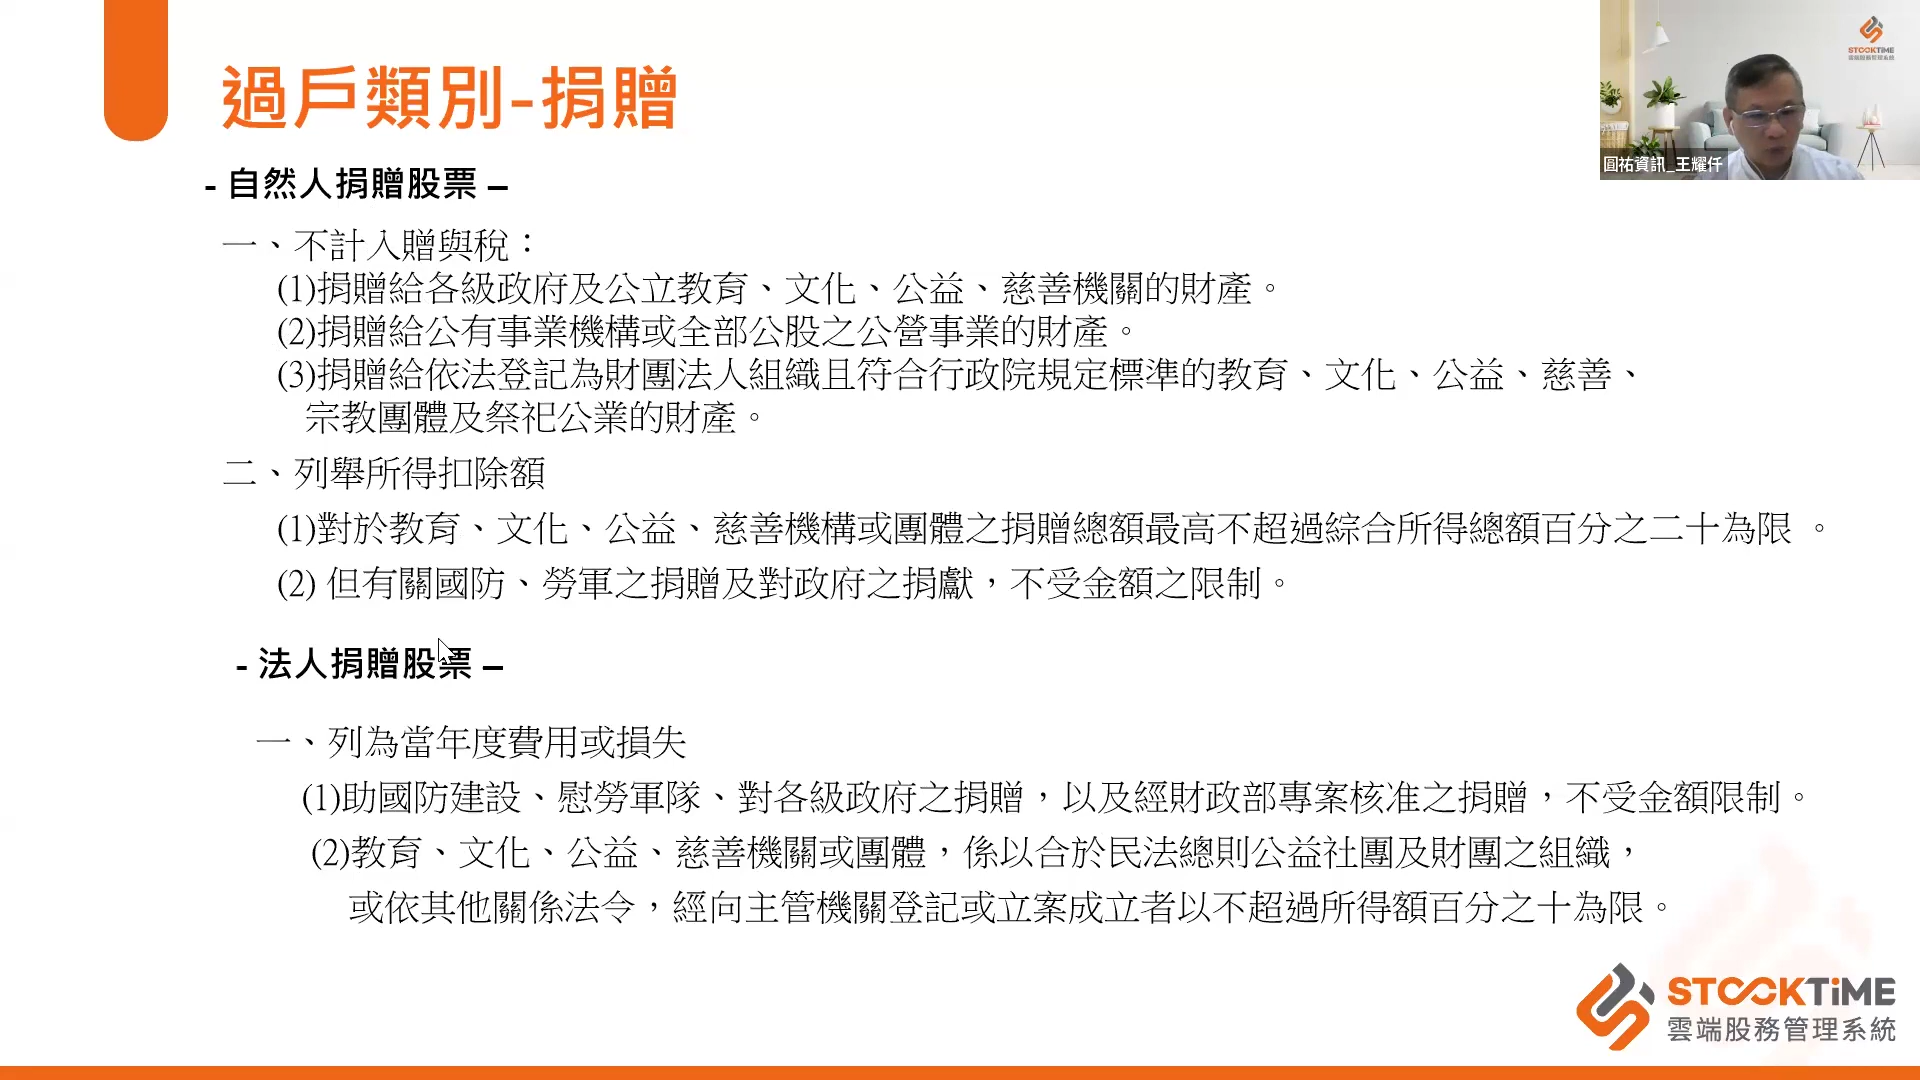 過戶類別-捐贈
STOCKTiME
雲端股務管理系統
圓祐資訊_王耀仟
- 自然人捐贈股票 –
一、不計入贈與稅：
(1)捐贈給各級政府及公立教育、文化、公益、慈善機關的財產。
(2)捐贈給公有事業機構或全部公股之公營事業的財產。
(3)捐贈給依法登記為財團法人組織且符合行政院規定標準的教育、文化、公益、慈善、
宗教團體及祭祀公業的財產。
二、列舉所得扣除額
(1)對於教育、文化、公益、慈善機構或團體之捐贈總額最高不超過綜合所得總額百分之二十為限 。
(2) 但有關國防、勞軍之捐贈及對政府之捐獻，不受金額之限制。
- 法人捐贈股票 –
一、列為當年度費用或損失
(1)助國防建設、慰勞軍隊、對各級政府之捐贈，以及經財政部專案核准之捐贈，不受金額限制。
(2)教育、文化、公益、慈善機關或團體，係以合於民法總則公益社團及財團之組織，
或依其他關係法令，經向主管機關登記或立案成立者以不超過所得額百分之十為限。
STOCKTiME
雲端股務管理系統